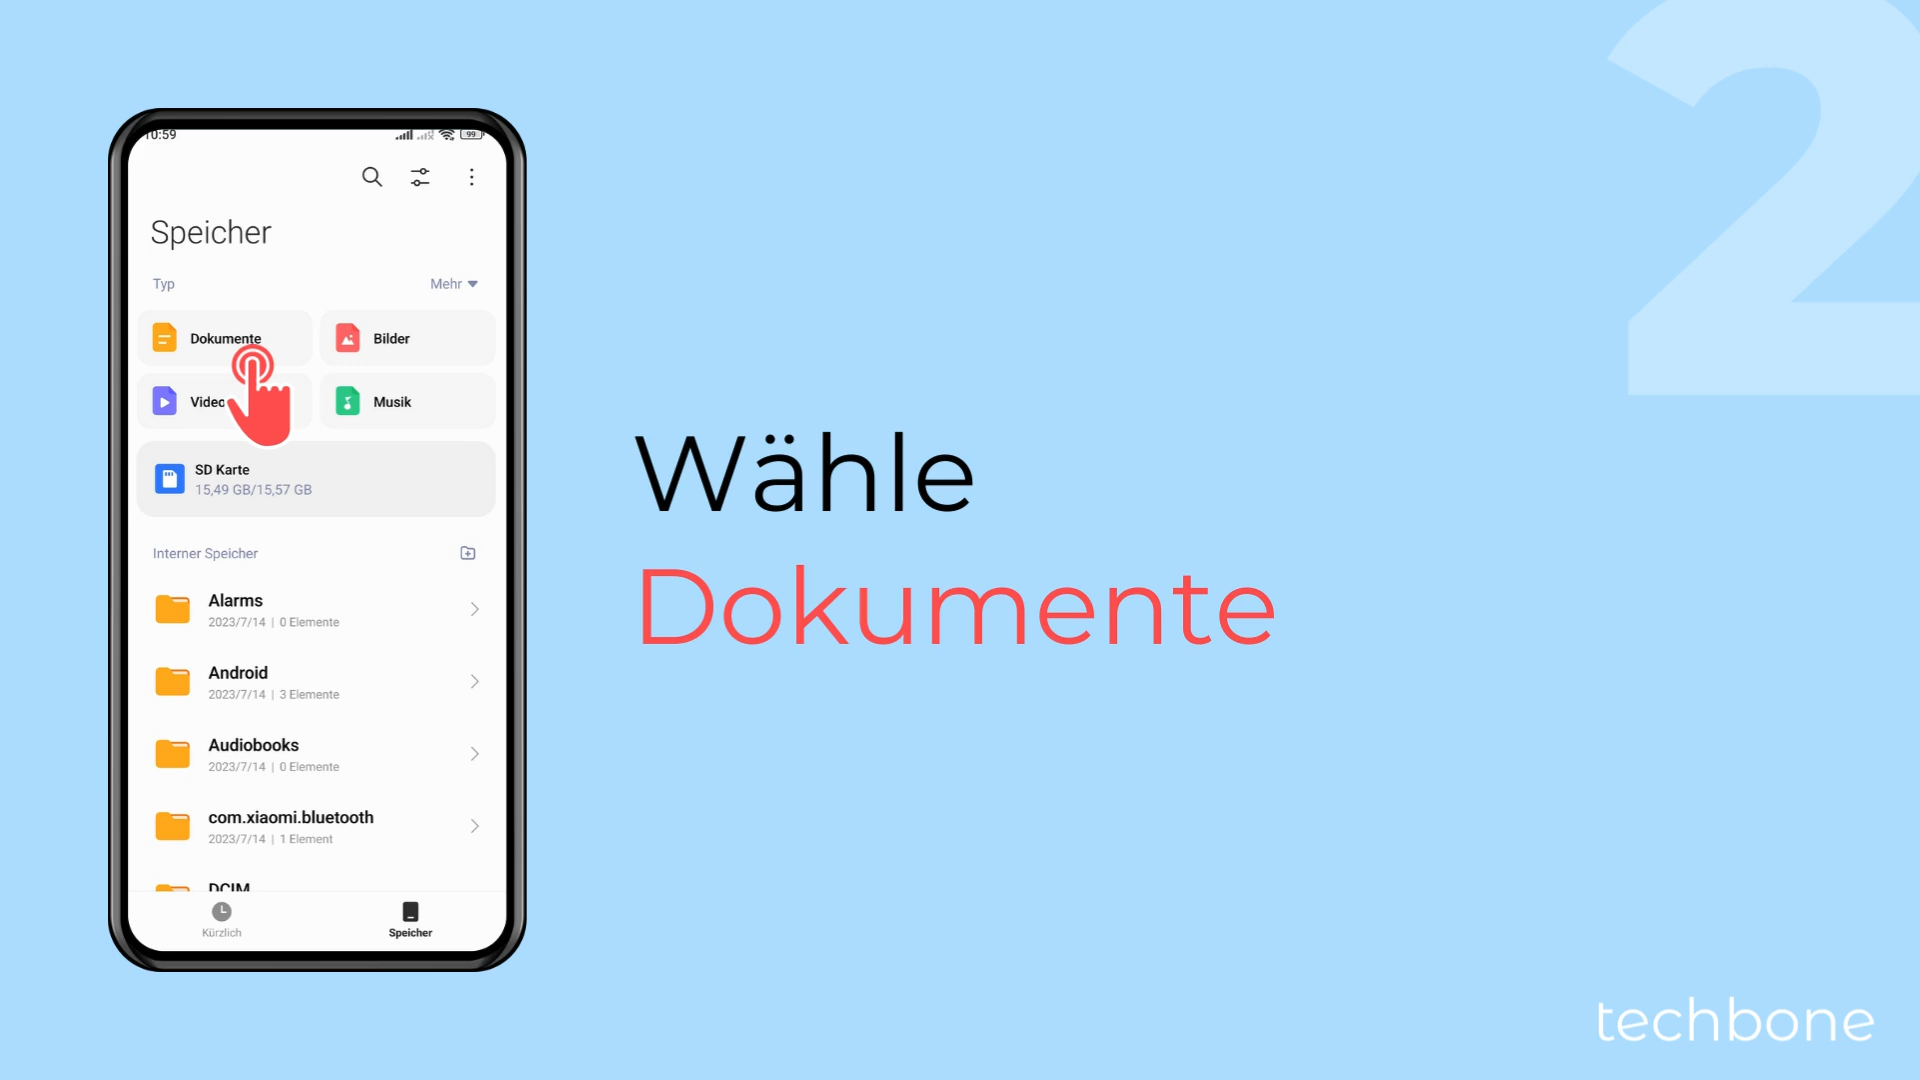 2
10:59
99
Speicher
Typ
Mehr
Dokumente
Bilder
Video
Musik
SD Karte
15,49 GB/15,57 GB
Interner Speicher
Alarms
2023/7/14 | 0 Elemente
Android
2023/7/14 | 3 Elemente
Audiobooks
2023/7/14 | 0 Elemente
com.xiaomi.bluetooth
2023/7/14 | 1 Element
DCIM
Kürzlich
Speicher
Wähle
Dokumente
techbone